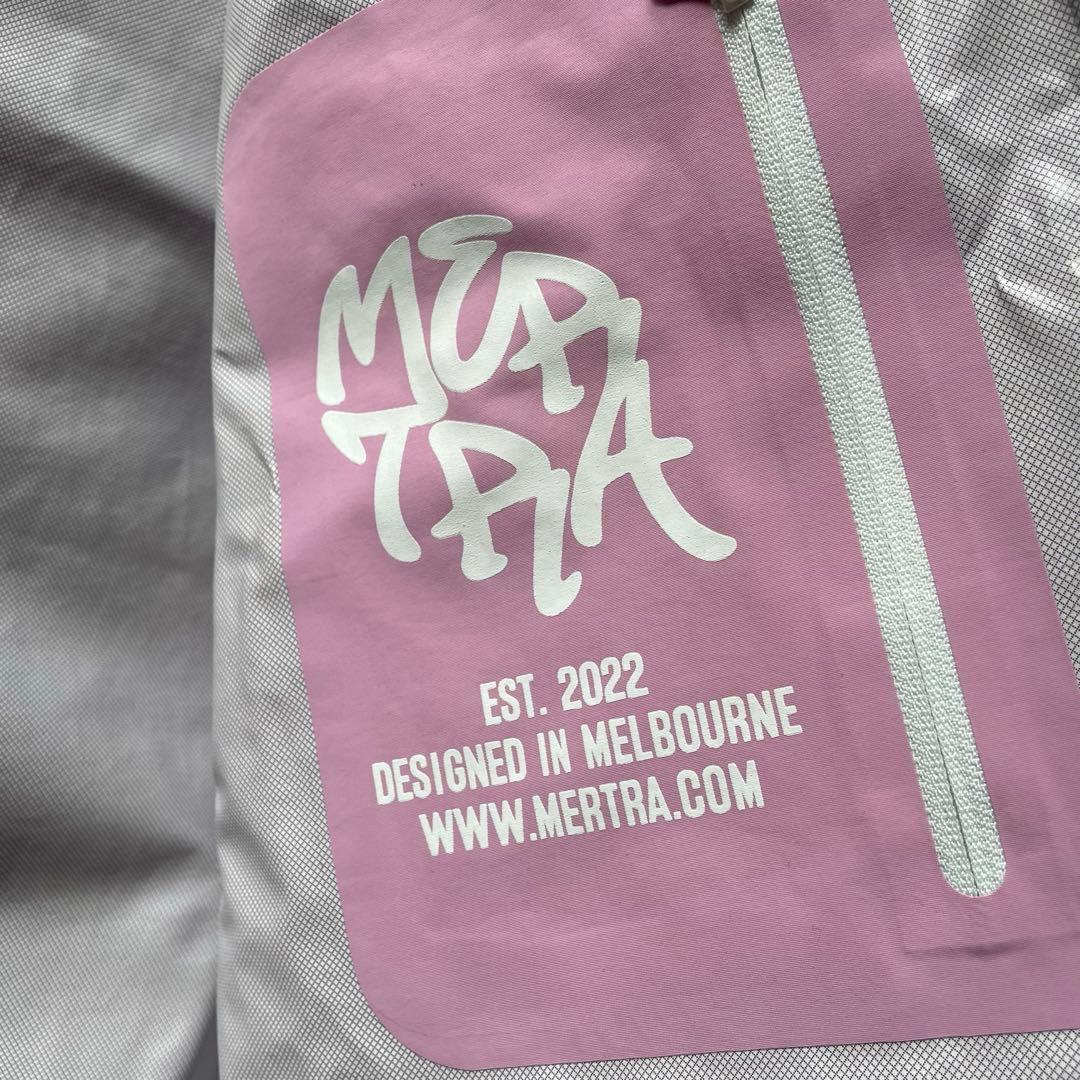 MER
TRA
EST. 2022
DESIGNED IN MELBOURNE
WWW.MERTRA.COM